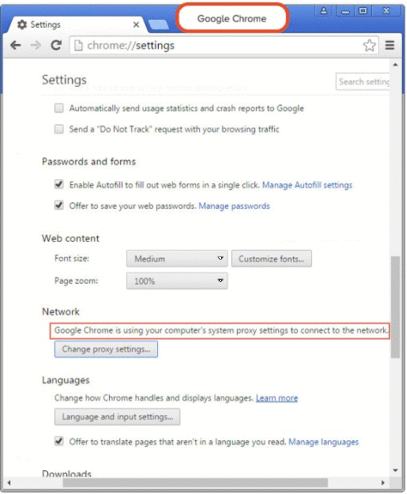 Google Chrome
Settings
chrome://settings
Settings
Search setting
Automatically send usage statistics and crash reports to Google
Send a "Do Not Track" request with your browsing traffic
Passwords and forms
Enable Autofill to fill out web forms in a single click. Manage Autofill settings
Offer to save your web passwords. Manage passwords
Web content
Font size: Medium Customize fonts...
Page zoom: 100%
Network
Google Chrome is using your computer's system proxy settings to connect to the network.
Change proxy settings...
Languages
Change how Chrome handles and displays languages. Learn more
Language and input settings...
Offer to translate pages that aren't in a language you read. Manage languages
Downloads